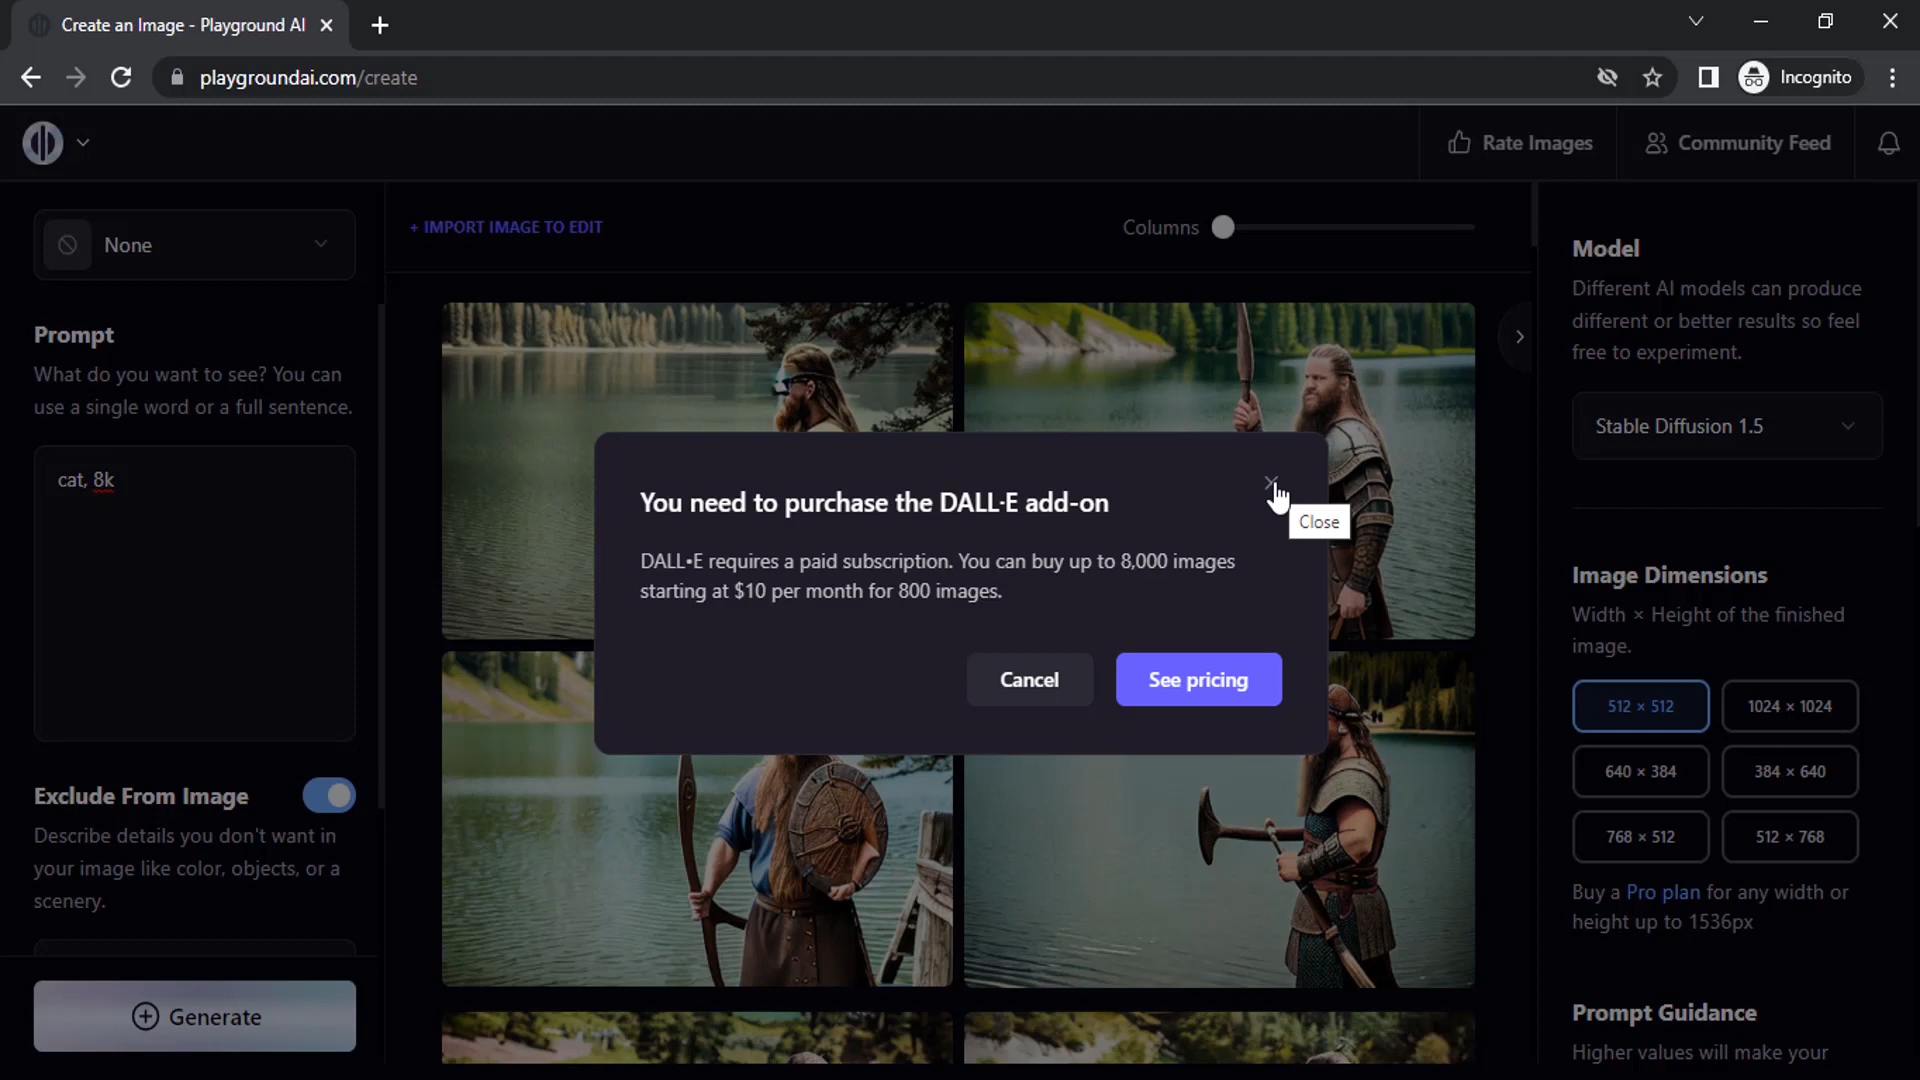 Create an Image - Playground AI
playgroundai.com/create
Incognito
Rate Images
Community Feed
None
+ IMPORT IMAGE TO EDIT
Columns
Prompt
What do you want to see? You can
use a single word or a full sentence.
cat, 8k
Exclude From Image
Describe details you don't want in
your image like color, objects, or a
scenery.
Generate
You need to purchase the DALL·E add-on
Close
DALL•E requires a paid subscription. You can buy up to 8,000 images
starting at $10 per month for 800 images.
Cancel
See pricing
Model
Different AI models can produce
different or better results so feel
free to experiment.
Stable Diffusion 1.5
Image Dimensions
Width × Height of the finished
image.
512 × 512
1024 × 1024
640 × 384
384 × 640
768 × 512
512 × 768
Buy a Pro plan for any width or
height up to 1536px
Prompt Guidance
Higher values will make your